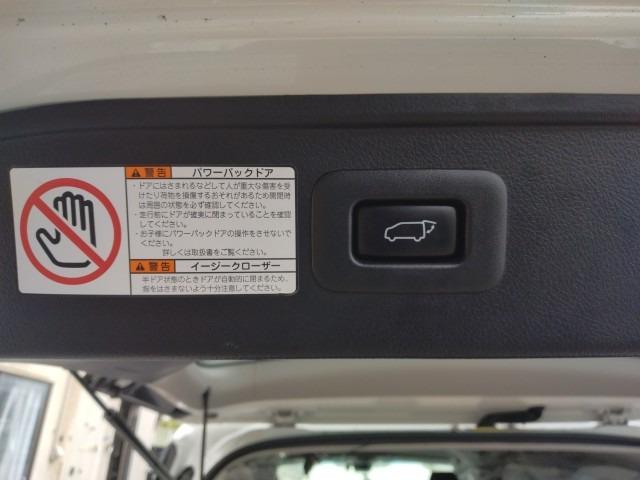 警告 パワーバックドア
・ドアにはさまれるなどして人が重大な傷害を受
けたり荷物を損傷するおそれがあるため開閉時
は周囲の状態を必ず確認してください。
・走行前にドアが確実に閉まっていることを確認
してください。
・お子様にパワーバックドアの操作をさせないで
ください。
詳しくは取扱書をご覧ください。
警告 イージークローザー
半ドア状態のときドアが自動的に閉まるため、
指をはさまないよう十分注意してください。